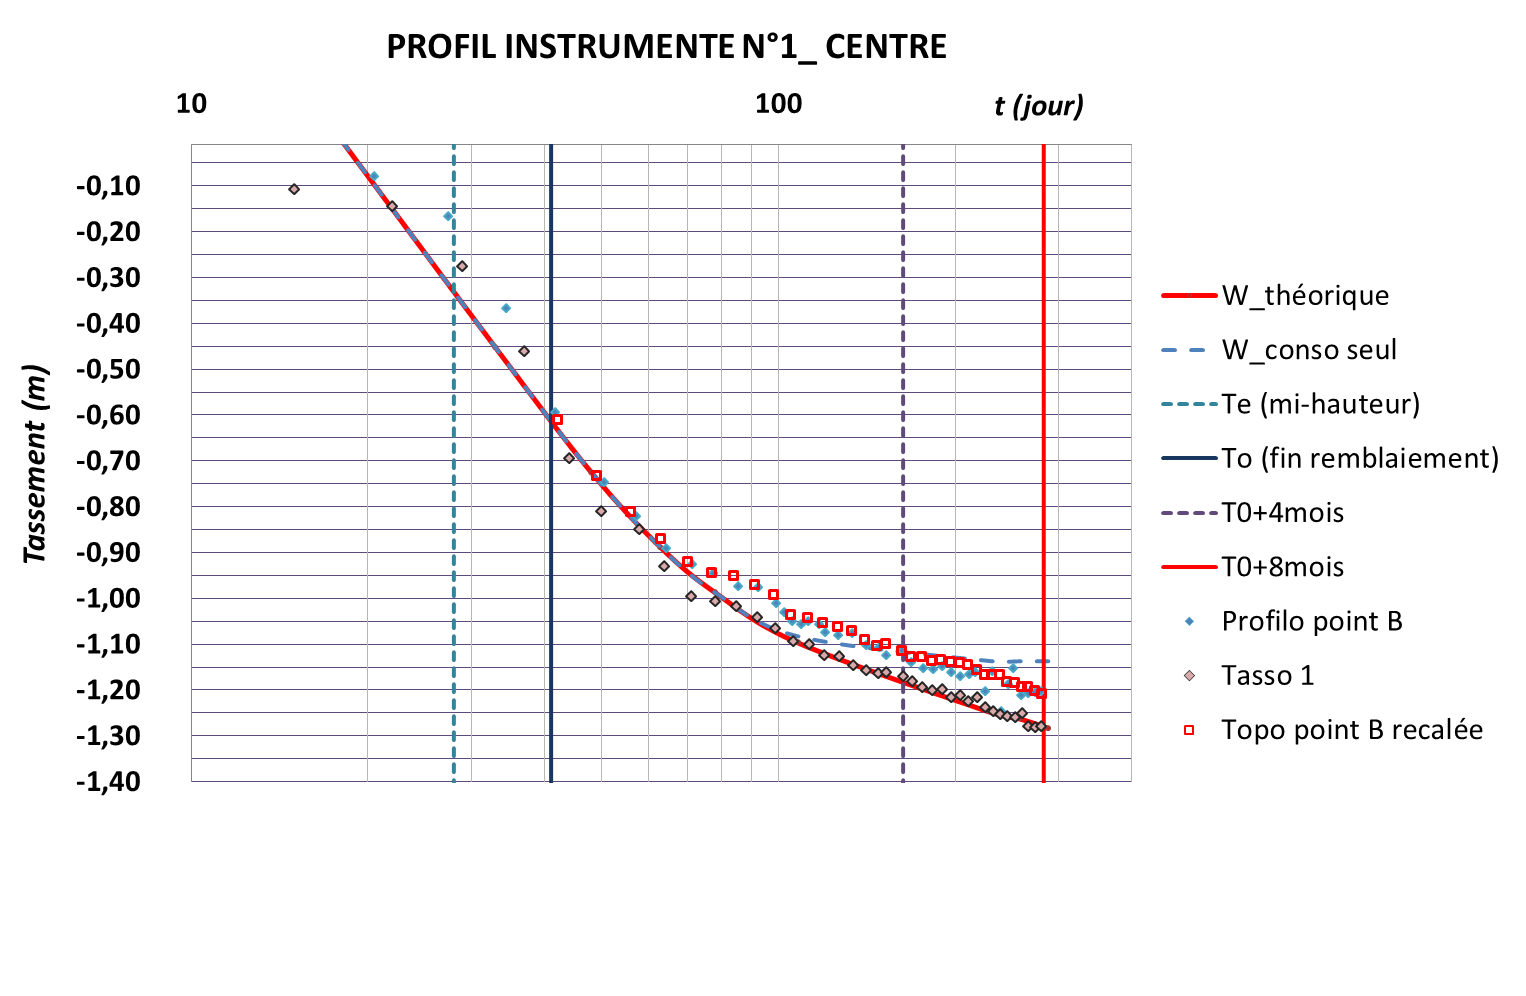 PROFIL INSTRUMENTE N°1_ CENTRE
10
100
t (jour)
-0,10
-0,20
-0,30
-0,40
-0,50
-0,60
-0,70
-0,80
-0,90
-1,00
-1,10
-1,20
-1,30
-1,40
Tassement (m)
W_théorique
W_conso seul
Te (mi-hauteur)
To (fin remblaiement)
T0+4mois
T0+8mois
Profilo point B
Tasso 1
Topo point B recalée